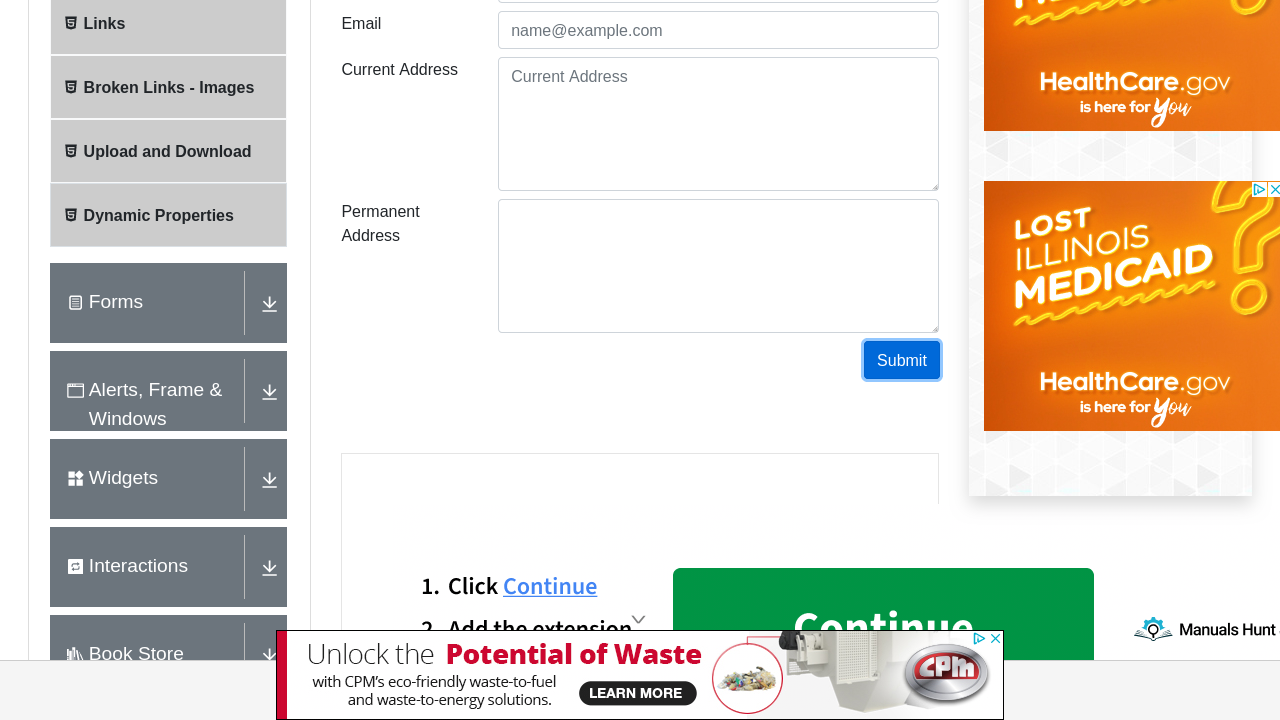 Links
Broken Links - Images
Upload and Download
Dynamic Properties
Forms
Alerts, Frame &
Windows
Widgets
Interactions
Book Store
Email
name@example.com
Current Address
Current Address
Permanent
Address
Submit
HealthCare.gov
is here for You
LOST
ILLINOIS
MEDICAID
?
HealthCare.gov
is here for You
1. Click Continue
2. Add the extension
Continue
Manuals Hunt
Unlock the Potential of Waste
with CPM's eco-friendly waste-to-fuel
and waste-to-energy solutions.
LEARN MORE
CPM